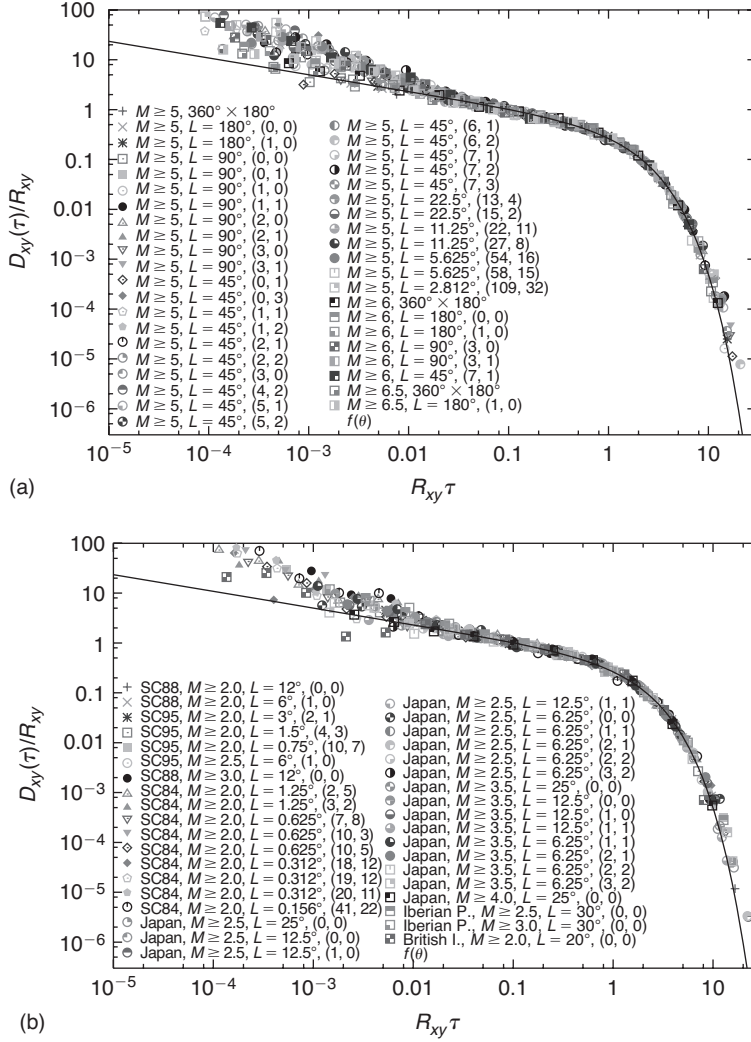 100
10
1
0.1
0.01
10−3
10−4
10−5
10−6
Dxy(τ)/Rxy
M ≥ 5, 360° × 180°
M ≥ 5, L = 180°, (0, 0)
M ≥ 5, L = 180°, (1, 0)
M ≥ 5, L = 90°, (0, 0)
M ≥ 5, L = 90°, (0, 1)
M ≥ 5, L = 90°, (1, 0)
M ≥ 5, L = 90°, (1, 1)
M ≥ 5, L = 90°, (2, 0)
M ≥ 5, L = 90°, (2, 1)
M ≥ 5, L = 90°, (3, 0)
M ≥ 5, L = 90°, (3, 1)
M ≥ 5, L = 45°, (0, 1)
M ≥ 5, L = 45°, (0, 3)
M ≥ 5, L = 45°, (1, 1)
M ≥ 5, L = 45°, (1, 2)
M ≥ 5, L = 45°, (2, 1)
M ≥ 5, L = 45°, (2, 2)
M ≥ 5, L = 45°, (3, 0)
M ≥ 5, L = 45°, (4, 2)
M ≥ 5, L = 45°, (5, 1)
M ≥ 5, L = 45°, (5, 2)
M ≥ 5, L = 45°, (6, 1)
M ≥ 5, L = 45°, (6, 2)
M ≥ 5, L = 45°, (7, 1)
M ≥ 5, L = 45°, (7, 2)
M ≥ 5, L = 45°, (7, 3)
M ≥ 5, L = 22.5°, (13, 4)
M ≥ 5, L = 22.5°, (15, 2)
M ≥ 5, L = 11.25°, (22, 11)
M ≥ 5, L = 11.25°, (27, 8)
M ≥ 5, L = 5.625°, (54, 16)
M ≥ 5, L = 5.625°, (58, 15)
M ≥ 5, L = 2.812°, (109, 32)
M ≥ 6, 360° × 180°
M ≥ 6, L = 180°, (0, 0)
M ≥ 6, L = 180°, (1, 0)
M ≥ 6, L = 90°, (3, 0)
M ≥ 6, L = 90°, (3, 1)
M ≥ 6, L = 45°, (7, 1)
M ≥ 6.5, 360° × 180°
M ≥ 6.5, L = 180°, (1, 0)
f(θ)
10−5
10−4
10−3
0.01
0.1
1
10
(a)
Rxyτ
100
10
1
0.1
0.01
10−3
10−4
10−5
10−6
Dxy(τ)/Rxy
SC88, M ≥ 2.0, L = 12°, (0, 0)
SC88, M ≥ 2.0, L = 6°, (1, 0)
SC95, M ≥ 2.0, L = 3°, (2, 1)
SC95, M ≥ 2.0, L = 1.5°, (4, 3)
SC95, M ≥ 2.0, L = 0.75°, (10, 7)
SC95, M ≥ 2.5, L = 6°, (1, 0)
SC88, M ≥ 3.0, L = 12°, (0, 0)
SC84, M ≥ 2.0, L = 1.25°, (2, 5)
SC84, M ≥ 2.0, L = 1.25°, (3, 2)
SC84, M ≥ 2.0, L = 0.625°, (7, 8)
SC84, M ≥ 2.0, L = 0.625°, (10, 3)
SC84, M ≥ 2.0, L = 0.625°, (10, 5)
SC84, M ≥ 2.0, L = 0.312°, (18, 12)
SC84, M ≥ 2.0, L = 0.312°, (19, 12)
SC84, M ≥ 2.0, L = 0.312°, (20, 11)
SC84, M ≥ 2.0, L = 0.156°, (41, 22)
Japan, M ≥ 2.5, L = 25°, (0, 0)
Japan, M ≥ 2.5, L = 12.5°, (0, 0)
Japan, M ≥ 2.5, L = 12.5°, (1, 0)
Japan, M ≥ 2.5, L = 12.5°, (1, 1)
Japan, M ≥ 2.5, L = 6.25°, (0, 0)
Japan, M ≥ 2.5, L = 6.25°, (1, 1)
Japan, M ≥ 2.5, L = 6.25°, (2, 1)
Japan, M ≥ 2.5, L = 6.25°, (2, 2)
Japan, M ≥ 2.5, L = 6.25°, (3, 2)
Japan, M ≥ 3.5, L = 25°, (0, 0)
Japan, M ≥ 3.5, L = 12.5°, (0, 0)
Japan, M ≥ 3.5, L = 12.5°, (1, 0)
Japan, M ≥ 3.5, L = 12.5°, (1, 1)
Japan, M ≥ 3.5, L = 6.25°, (1, 1)
Japan, M ≥ 3.5, L = 6.25°, (2, 1)
Japan, M ≥ 3.5, L = 6.25°, (2, 2)
Japan, M ≥ 3.5, L = 6.25°, (3, 2)
Japan, M ≥ 4.0, L = 25°, (0, 0)
Iberian P., M ≥ 2.5, L = 30°, (0, 0)
Iberian P., M ≥ 3.0, L = 30°, (0, 0)
British I., M ≥ 2.0, L = 20°, (0, 0)
f(θ)
10−5
10−4
10−3
0.01
0.1
1
10
(b)
Rxyτ